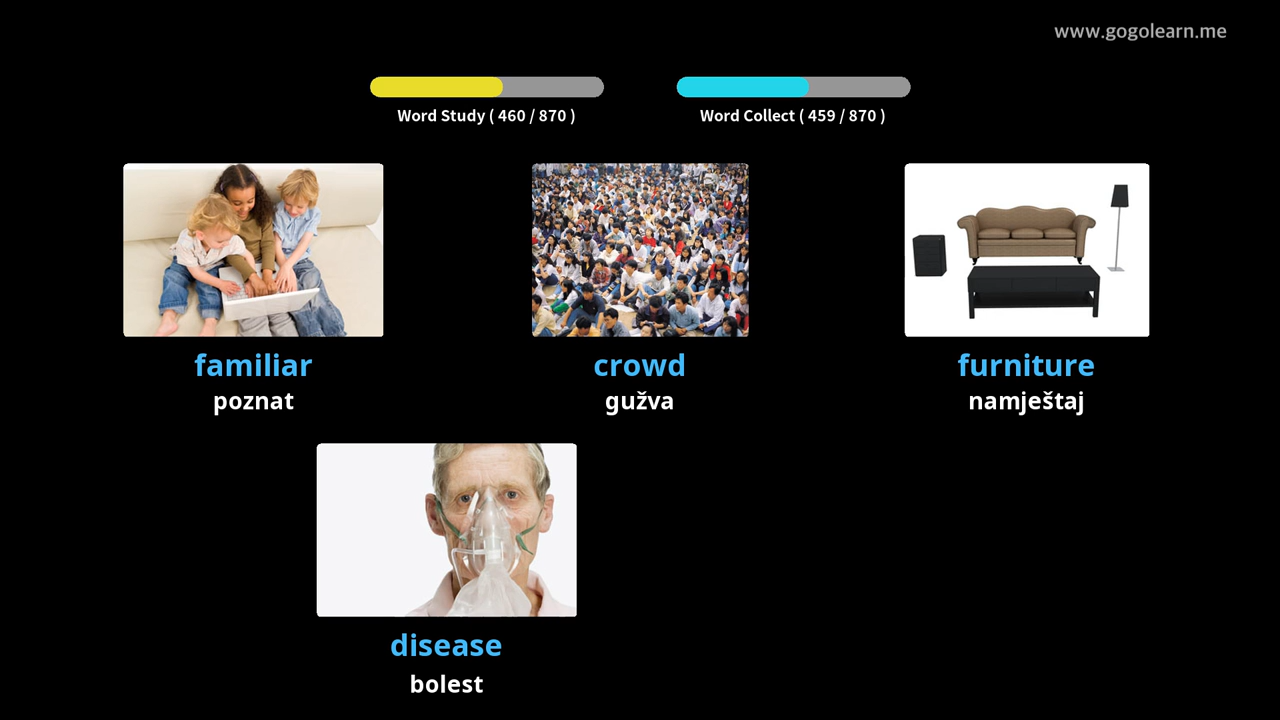 www.gogolearn.me
Word Study ( 460 / 870 )
Word Collect ( 459 / 870 )
familiar
poznat
crowd
gužva
furniture
namještaj
disease
bolest